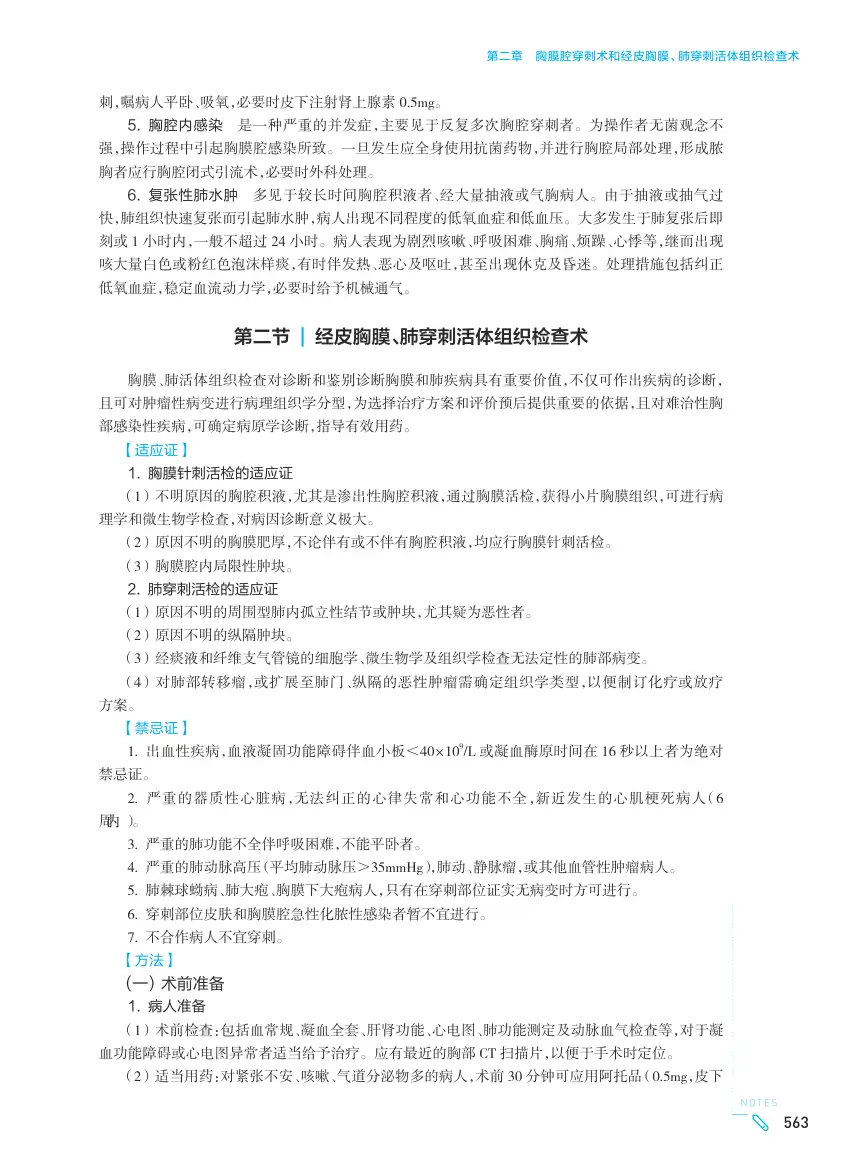 第二章 胸膜腔穿刺术和经皮胸膜、肺穿刺活体组织检查术
刺,嘱病人平卧、吸氧,必要时皮下注射肾上腺素 0.5mg。
5. 胸腔内感染 是一种严重的并发症,主要见于反复多次胸腔穿刺者。为操作者无菌观念不
强,操作过程中引起胸膜腔感染所致。一旦发生应全身使用抗菌药物,并进行胸腔局部处理,形成脓
胸者应行胸腔闭式引流术,必要时外科处理。
6. 复张性肺水肿 多见于较长时间胸腔积液者、经大量抽液或气胸病人。由于抽液或抽气过
快,肺组织快速复张而引起肺水肿,病人出现不同程度的低氧血症和低血压。大多发生于肺复张后即
刻或 1 小时内,一般不超过 24 小时。病人表现为剧烈咳嗽、呼吸困难、胸痛、烦躁、心悸等,继而出现
咳大量白色或粉红色泡沫样痰,有时伴发热、恶心及呕吐,甚至出现休克及昏迷。处理措施包括纠正
低氧血症,稳定血流动力学,必要时给予机械通气。
第二节 | 经皮胸膜、肺穿刺活体组织检查术
胸膜、肺活体组织检查对诊断和鉴别诊断胸膜和肺疾病具有重要价值,不仅可作出疾病的诊断,
且可对肿瘤性病变进行病理组织学分型,为选择治疗方案和评价预后提供重要的依据,且对难治性胸
部感染性疾病,可确定病原学诊断,指导有效用药。
【适应证】
1. 胸膜针刺活检的适应证
（1）不明原因的胸腔积液,尤其是渗出性胸腔积液,通过胸膜活检,获得小片胸膜组织,可进行病
理学和微生物学检查,对病因诊断意义极大。
（2）原因不明的胸膜肥厚,不论伴有或不伴有胸腔积液,均应行胸膜针刺活检。
（3）胸膜腔内局限性肿块。
2. 肺穿刺活检的适应证
（1）原因不明的周围型肺内孤立性结节或肿块,尤其疑为恶性者。
（2）原因不明的纵隔肿块。
（3）经痰液和纤维支气管镜的细胞学、微生物学及组织学检查无法定性的肺部病变。
（4）对肺部转移瘤,或扩展至肺门、纵隔的恶性肿瘤需确定组织学类型,以便制订化疗或放疗
方案。
【禁忌证】
1. 出血性疾病,血液凝固功能障碍伴血小板＜40×10⁹/L 或凝血酶原时间在 16 秒以上者为绝对
禁忌证。
2. 严重的器质性心脏病,无法纠正的心律失常和心功能不全,新近发生的心肌梗死病人（6
周内）。
3. 严重的肺功能不全伴呼吸困难,不能平卧者。
4. 严重的肺动脉高压（平均肺动脉压＞35mmHg）,肺动、静脉瘤,或其他血管性肿瘤病人。
5. 肺棘球蚴病、肺大疱、胸膜下大疱病人,只有在穿刺部位证实无病变时方可进行。
6. 穿刺部位皮肤和胸膜腔急性化脓性感染者暂不宜进行。
7. 不合作病人不宜穿刺。
【方法】
（一）术前准备
1. 病人准备
（1）术前检查:包括血常规、凝血全套、肝肾功能、心电图、肺功能测定及动脉血气检查等,对于凝
血功能障碍或心电图异常者适当给予治疗。应有最近的胸部 CT 扫描片,以便于手术时定位。
（2）适当用药:对紧张不安、咳嗽、气道分泌物多的病人,术前 30 分钟可应用阿托品（0.5mg,皮下
NOTES
563